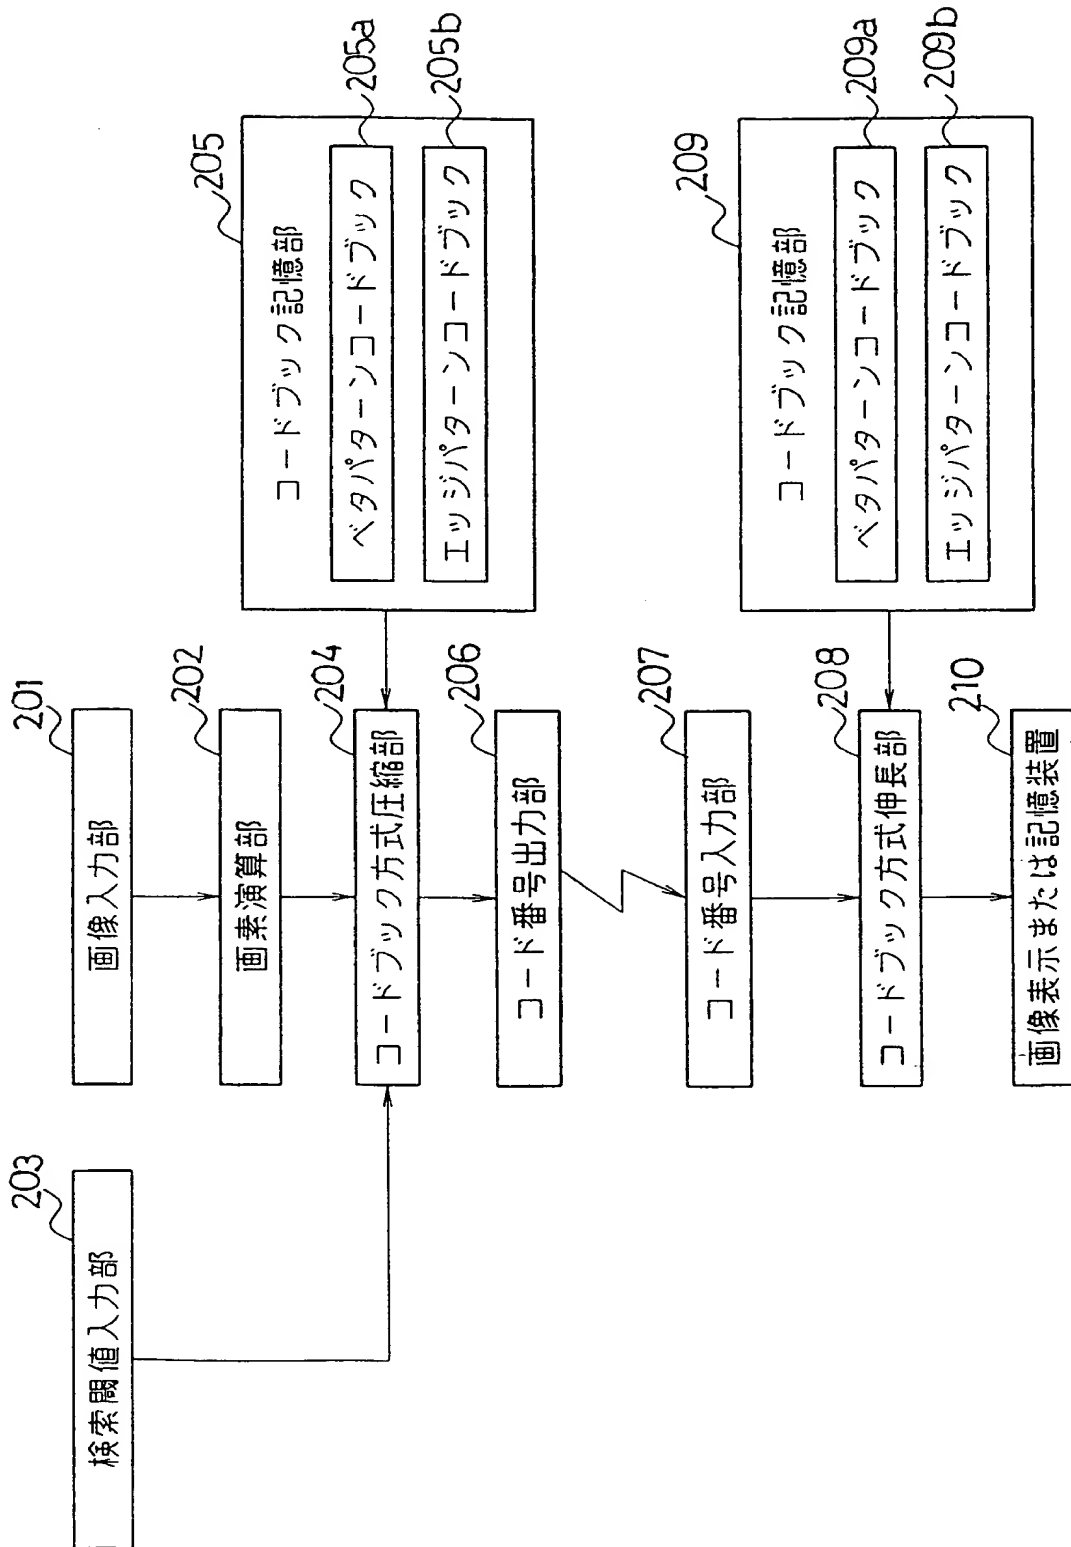 203
検索閾値入力部
201
画像入力部
202
画素演算部
204
コードブック方式圧縮部
205
コードブック記憶部
205a
ベタパターンコードブック
205b
エッジパターンコードブック
206
コード番号出力部
207
コード番号入力部
208
コードブック方式伸長部
209
コードブック記憶部
209a
ベタパターンコードブック
209b
エッジパターンコードブック
210
画像表示または記憶装置